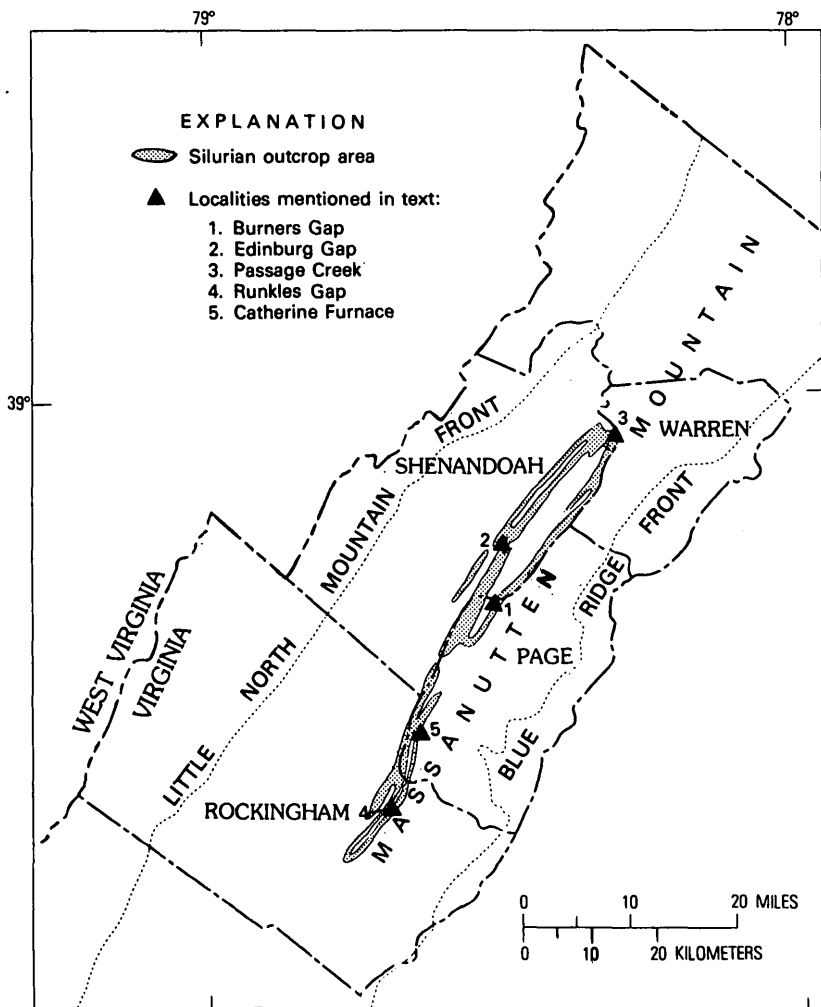 79°
78°
EXPLANATION
Silurian outcrop area
Localities mentioned in text:
1. Burners Gap
2. Edinburg Gap
3. Passage Creek
4. Runkles Gap
5. Catherine Furnace
39°
MASSANUTTEN MOUNTAIN
3
WARREN
LITTLE NORTH MOUNTAIN FRONT
SHENANDOAH
BLUE RIDGE FRONT
2
1
PAGE
WEST VIRGINIA
VIRGINIA
5
ROCKINGHAM
4
0 10 20 MILES
0 10 20 KILOMETERS